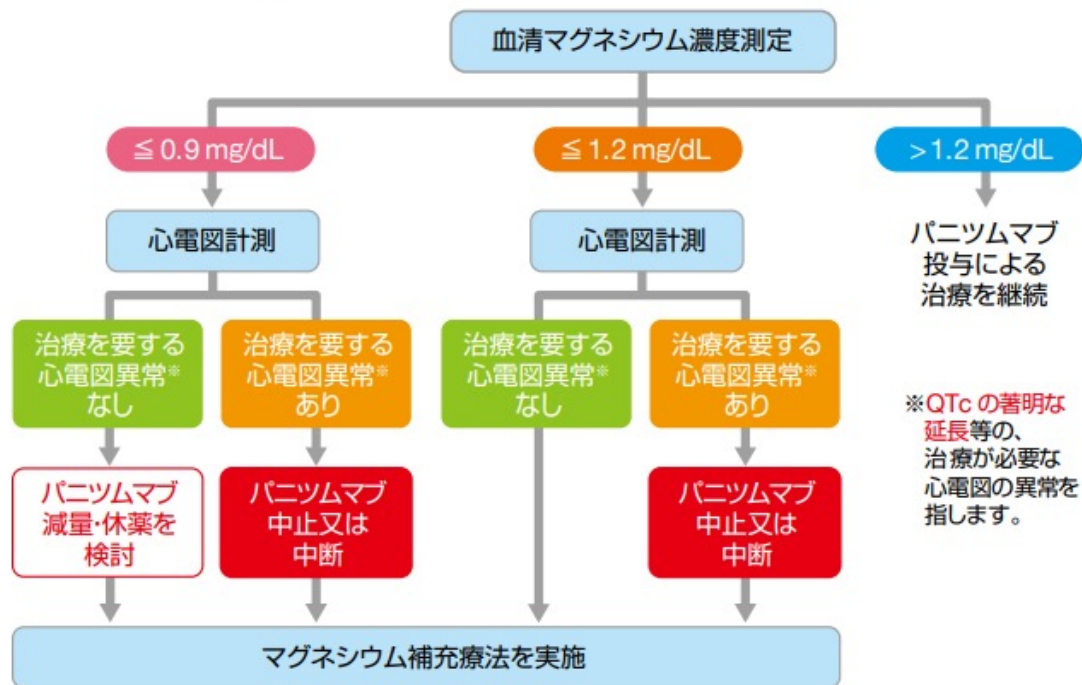 血清マグネシウム濃度測定
≦ 0.9 mg/dL
≦ 1.2 mg/dL
> 1.2 mg/dL
心電図計測
心電図計測
パニツムマブ
投与による
治療を継続
治療を要する
心電図異常※
なし
治療を要する
心電図異常※
あり
治療を要する
心電図異常※
なし
治療を要する
心電図異常※
あり
※QTc の著明な
延長等の、
治療が必要な
心電図の異常を
指します。
パニツムマブ
減量・休薬を
検討
パニツムマブ
中止又は
中断
パニツムマブ
中止又は
中断
マグネシウム補充療法を実施